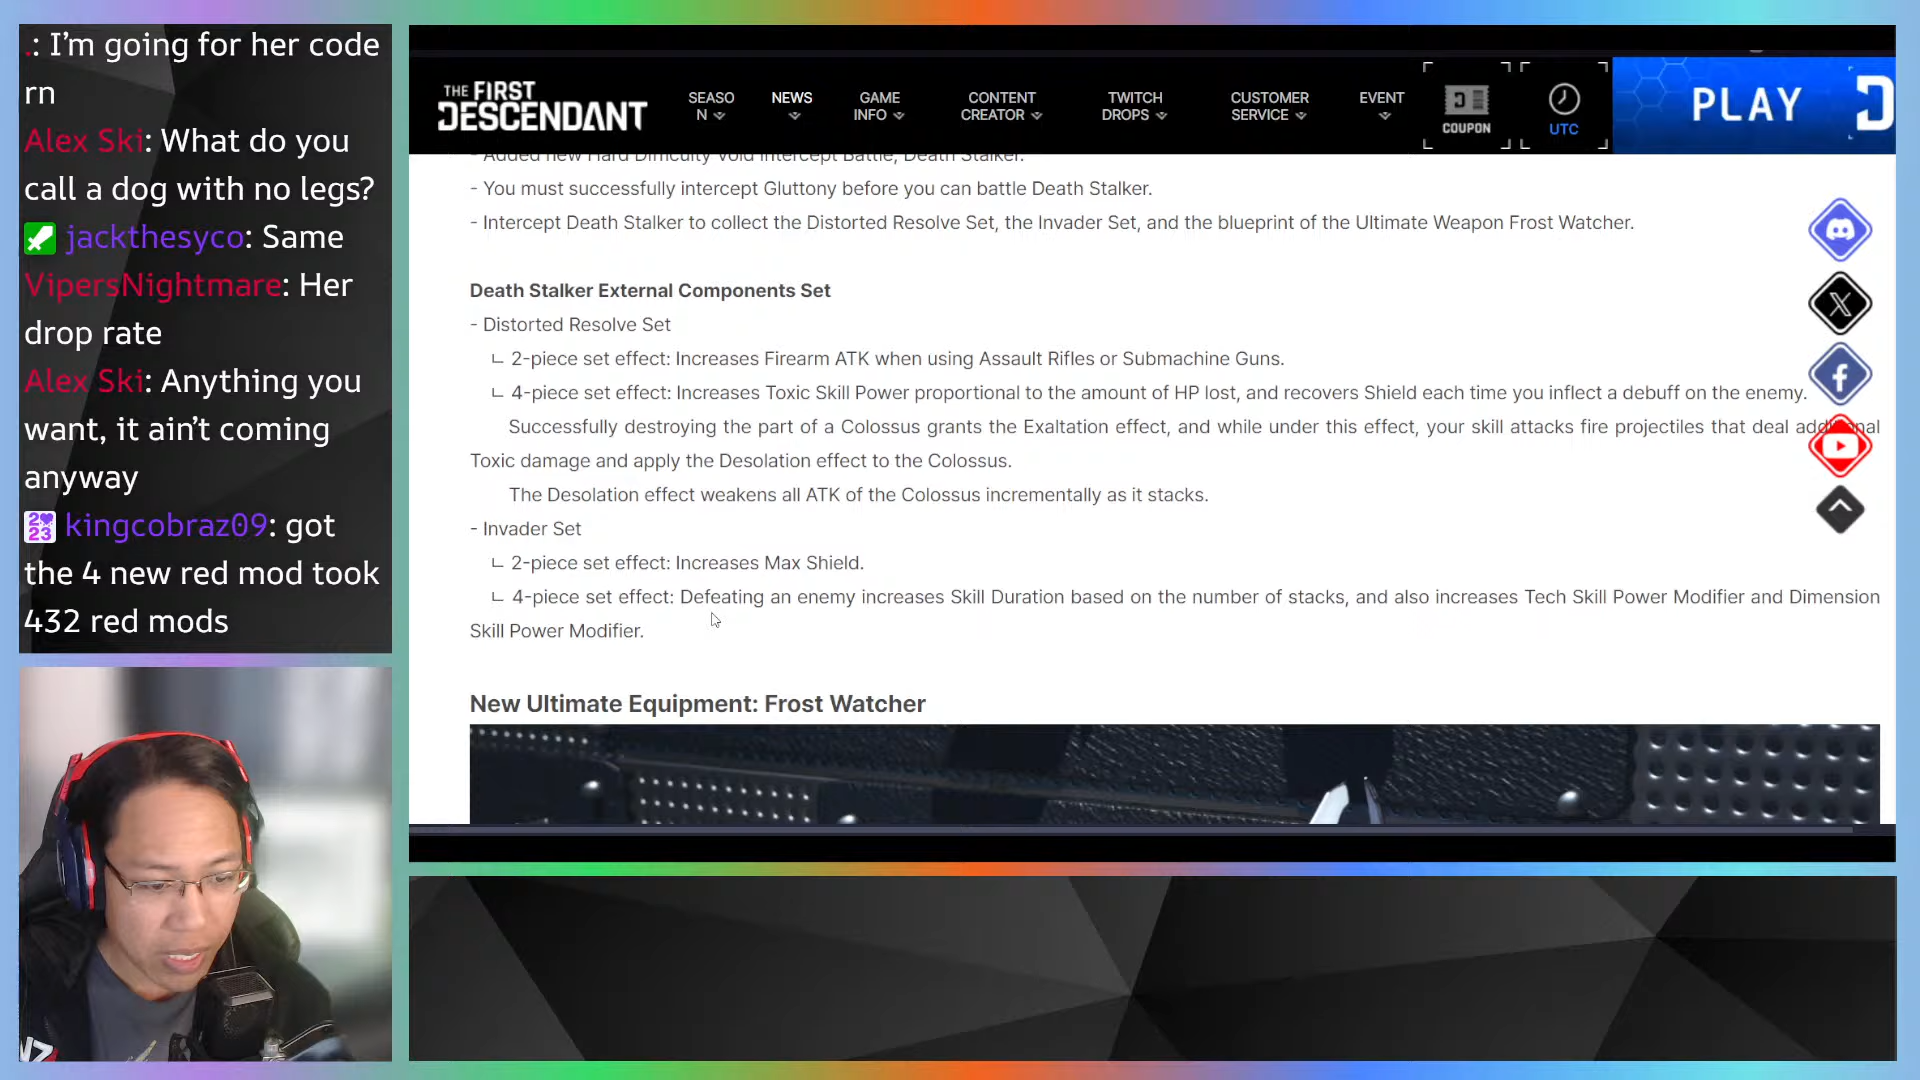 .: I'm going for her code
rn
Alex Ski: What do you
call a dog with no legs?
jackthesyco: Same
VipersNightmare: Her
drop rate
Alex Ski: Anything you
want, it ain't coming
anyway
kingcobraz09: got
the 4 new red mod took
432 red mods
THE FIRST
DESCENDANT
SEASO
N
NEWS
GAME
INFO
CONTENT
CREATOR
TWITCH
DROPS
CUSTOMER
SERVICE
EVENT
COUPON
UTC
PLAY
- Added new Hard Difficulty Void Intercept Battle, Death Stalker.
- You must successfully intercept Gluttony before you can battle Death Stalker.
- Intercept Death Stalker to collect the Distorted Resolve Set, the Invader Set, and the blueprint of the Ultimate Weapon Frost Watcher.
Death Stalker External Components Set
- Distorted Resolve Set
ㄴ 2-piece set effect: Increases Firearm ATK when using Assault Rifles or Submachine Guns.
ㄴ 4-piece set effect: Increases Toxic Skill Power proportional to the amount of HP lost, and recovers Shield each time you inflect a debuff on the enemy.
Successfully destroying the part of a Colossus grants the Exaltation effect, and while under this effect, your skill attacks fire projectiles that deal additional
Toxic damage and apply the Desolation effect to the Colossus.
The Desolation effect weakens all ATK of the Colossus incrementally as it stacks.
- Invader Set
ㄴ 2-piece set effect: Increases Max Shield.
ㄴ 4-piece set effect: Defeating an enemy increases Skill Duration based on the number of stacks, and also increases Tech Skill Power Modifier and Dimension
Skill Power Modifier.
New Ultimate Equipment: Frost Watcher